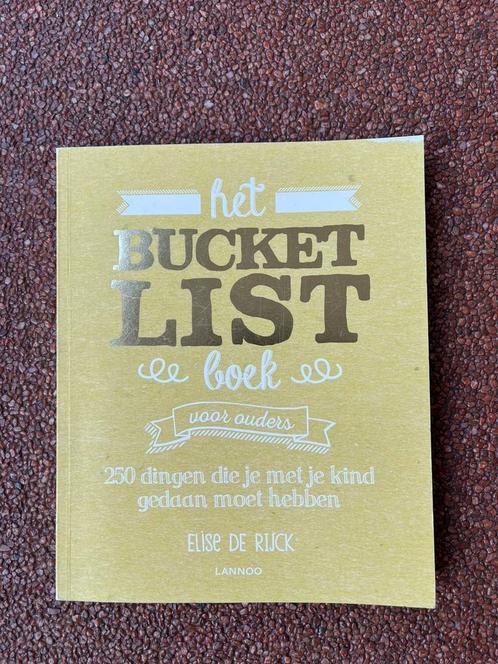 het
BUCKET
LIST
boek
voor ouders
250 dingen die je met je kind
gedaan moet hebben
Elise de Rijck
LANNOO